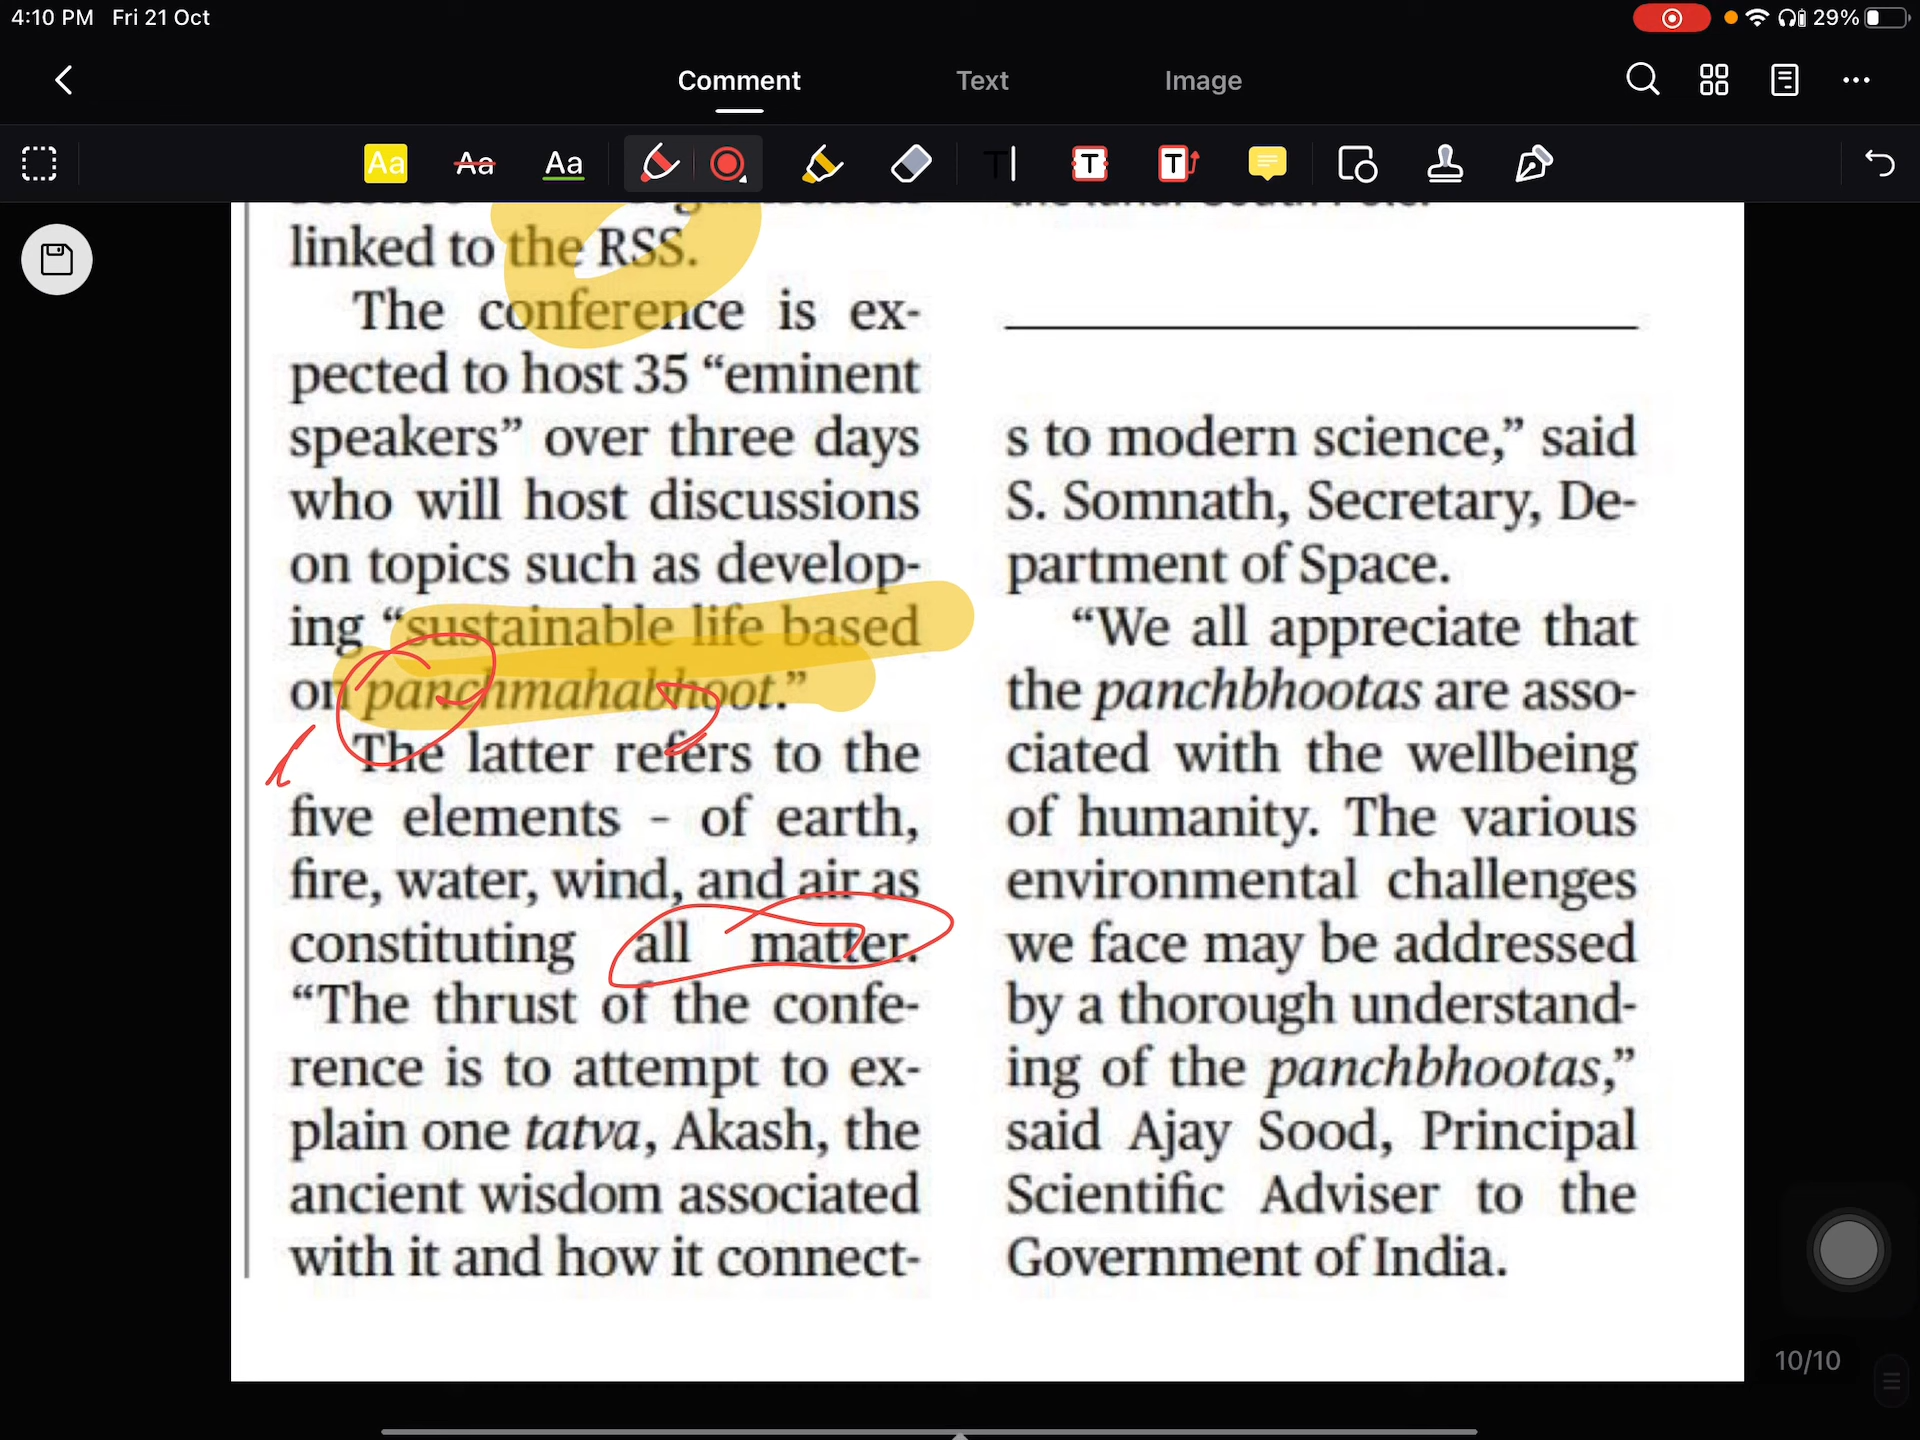 4:10 PM Fri 21 Oct
29%
Comment
Text
Image
Aa
Aa
Aa
T
T
T
linked to the RSS.
The conference is ex-
pected to host 35 “eminent
speakers” over three days
who will host discussions
on topics such as develop-
ing “sustainable life based
on panchmahabhoot.”
The latter refers to the
five elements - of earth,
fire, water, wind, and air as
constituting all matter.
“The thrust of the confe-
rence is to attempt to ex-
plain one tatva, Akash, the
ancient wisdom associated
with it and how it connect-
s to modern science,” said
S. Somnath, Secretary, De-
partment of Space.
“We all appreciate that
the panchbhootas are asso-
ciated with the wellbeing
of humanity. The various
environmental challenges
we face may be addressed
by a thorough understand-
ing of the panchbhootas,”
said Ajay Sood, Principal
Scientific Adviser to the
Government of India.
10/10